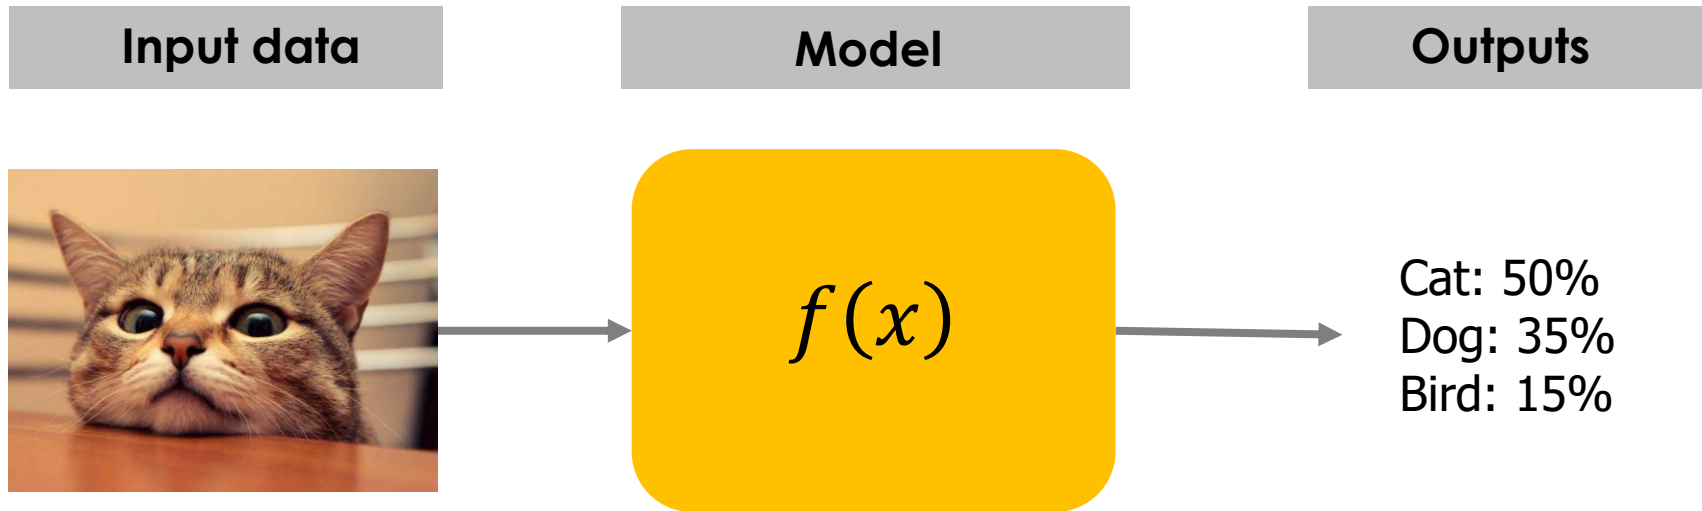 Input data
Model
Outputs
f(x)
Cat: 50%
Dog: 35%
Bird: 15%